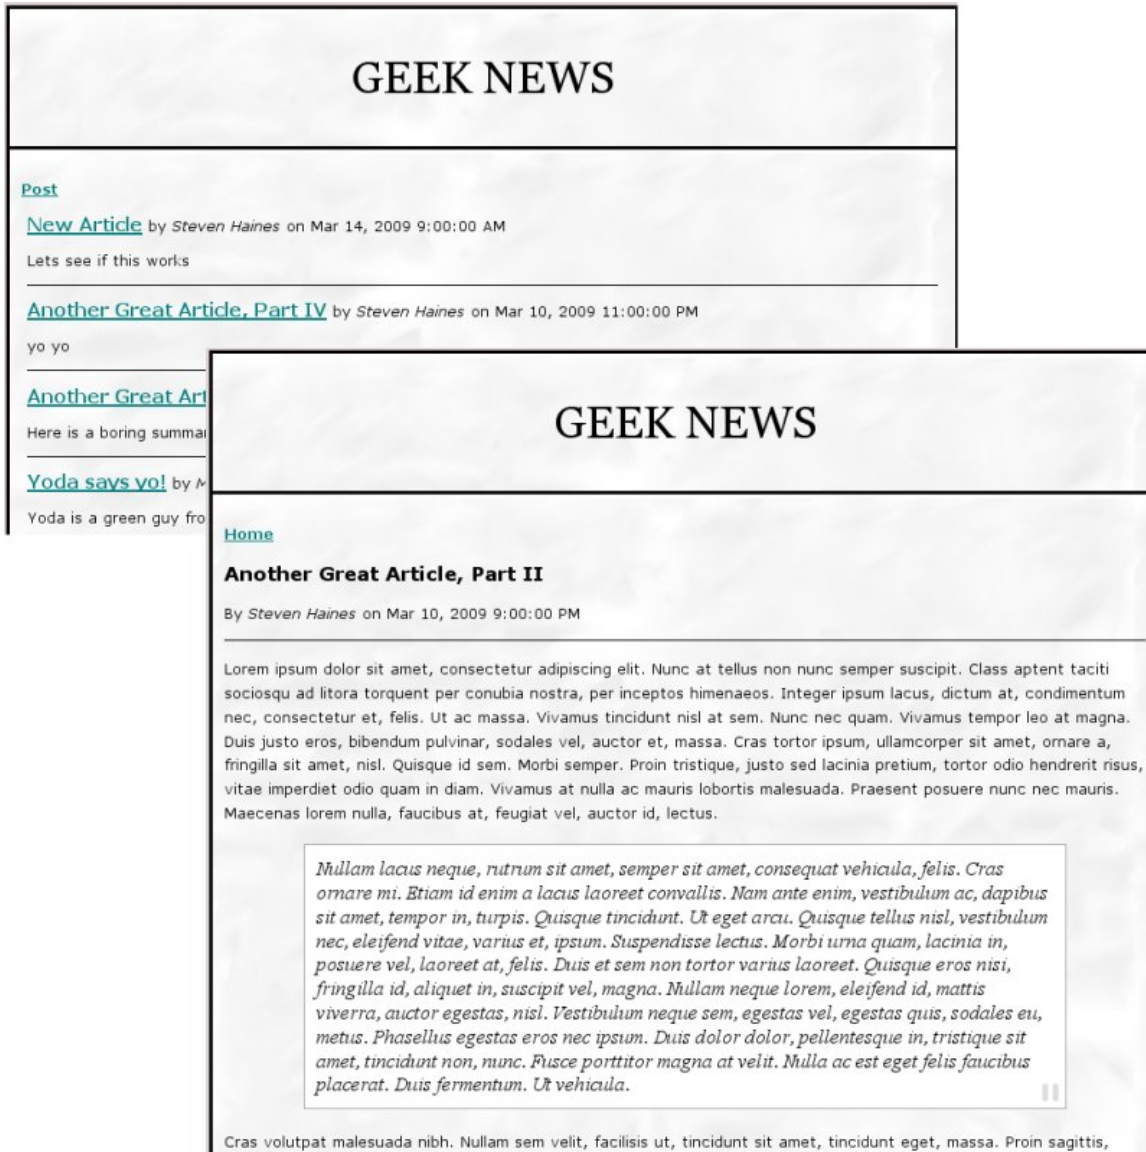 GEEK NEWS
Post
New Article by Steven Haines on Mar 14, 2009 9:00:00 AM
Lets see if this works
Another Great Article, Part IV by Steven Haines on Mar 10, 2009 11:00:00 PM
yo yo
Another Great Art
Here is a boring summa
Yoda says yo! by
Yoda is a green guy fro
GEEK NEWS
Home
Another Great Article, Part II
By Steven Haines on Mar 10, 2009 9:00:00 PM
Lorem ipsum dolor sit amet, consectetur adipiscing elit. Nunc at tellus non nunc semper suscipit. Class aptent taciti
sociosqu ad litora torquent per conubia nostra, per inceptos himenaeos. Integer ipsum lacus, dictum at, condimentum
nec, consectetur et, felis. Ut ac massa. Vivamus tincidunt nisl at sem. Nunc nec quam. Vivamus tempor leo at magna.
Duis justo eros, bibendum pulvinar, sodales vel, auctor et, massa. Cras tortor ipsum, ullamcorper sit amet, ornare a,
fringilla sit amet, nisl. Quisque id sem. Morbi semper. Proin tristique, justo sed lacinia pretium, tortor odio hendrerit risus,
vitae imperdiet odio quam in diam. Vivamus at nulla ac mauris lobortis malesuada. Praesent posuere nunc nec mauris.
Maecenas lorem nulla, faucibus at, feugiat vel, auctor id, lectus.
Nullam lacus neque, rutrum sit amet, semper sit amet, consequat vehicula, felis. Cras
ornare mi. Etiam id enim a lacus laoreet convallis. Nam ante enim, vestibulum ac, dapibus
sit amet, tempor in, turpis. Quisque tincidunt. Ut eget arcu. Quisque tellus nisl, vestibulum
nec, eleifend vitae, varius et, ipsum. Suspendisse lectus. Morbi urna quam, lacinia in,
posuere vel, laoreet at, felis. Duis et sem non tortor varius laoreet. Quisque eros nisi,
fringilla id, aliquet in, suscipit vel, magna. Nullam neque lorem, eleifend id, mattis
viverra, auctor egestas, nisl. Vestibulum neque sem, egestas vel, egestas quis, sodales eu,
metus. Phasellus egestas eros nec ipsum. Duis dolor dolor, pellentesque in, tristique sit
amet, tincidunt non, nunc. Fusce porttitor magna at velit. Nulla ac est eget felis faucibus
placerat. Duis fermentum. Ut vehicula.
Cras volutpat malesuada nibh. Nullam sem velit, facilisis ut, tincidunt sit amet, tincidunt eget, massa. Proin sagittis,